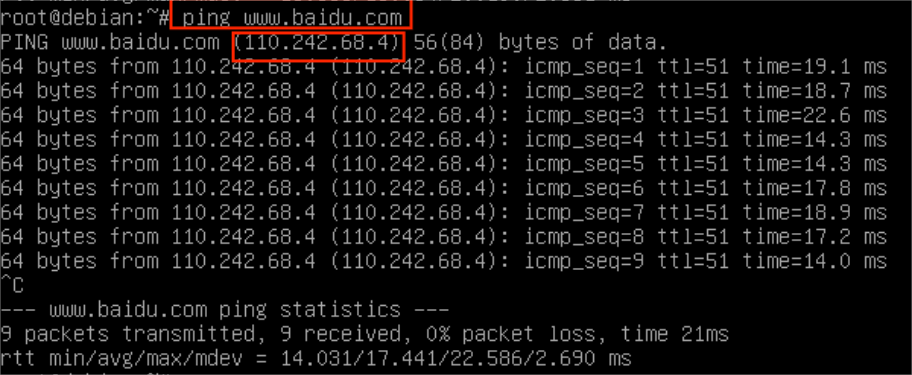 root@debian:~# ping www.baidu.com
PING www.baidu.com (110.242.68.4) 56(84) bytes of data.
64 bytes from 110.242.68.4 (110.242.68.4): icmp_seq=1 ttl=51 time=19.1 ms
64 bytes from 110.242.68.4 (110.242.68.4): icmp_seq=2 ttl=51 time=18.7 ms
64 bytes from 110.242.68.4 (110.242.68.4): icmp_seq=3 ttl=51 time=22.6 ms
64 bytes from 110.242.68.4 (110.242.68.4): icmp_seq=4 ttl=51 time=14.3 ms
64 bytes from 110.242.68.4 (110.242.68.4): icmp_seq=5 ttl=51 time=14.3 ms
64 bytes from 110.242.68.4 (110.242.68.4): icmp_seq=6 ttl=51 time=17.8 ms
64 bytes from 110.242.68.4 (110.242.68.4): icmp_seq=7 ttl=51 time=18.9 ms
64 bytes from 110.242.68.4 (110.242.68.4): icmp_seq=8 ttl=51 time=17.2 ms
64 bytes from 110.242.68.4 (110.242.68.4): icmp_seq=9 ttl=51 time=14.0 ms
^C
--- www.baidu.com ping statistics ---
9 packets transmitted, 9 received, 0% packet loss, time 21ms
rtt min/avg/max/mdev = 14.031/17.441/22.586/2.690 ms